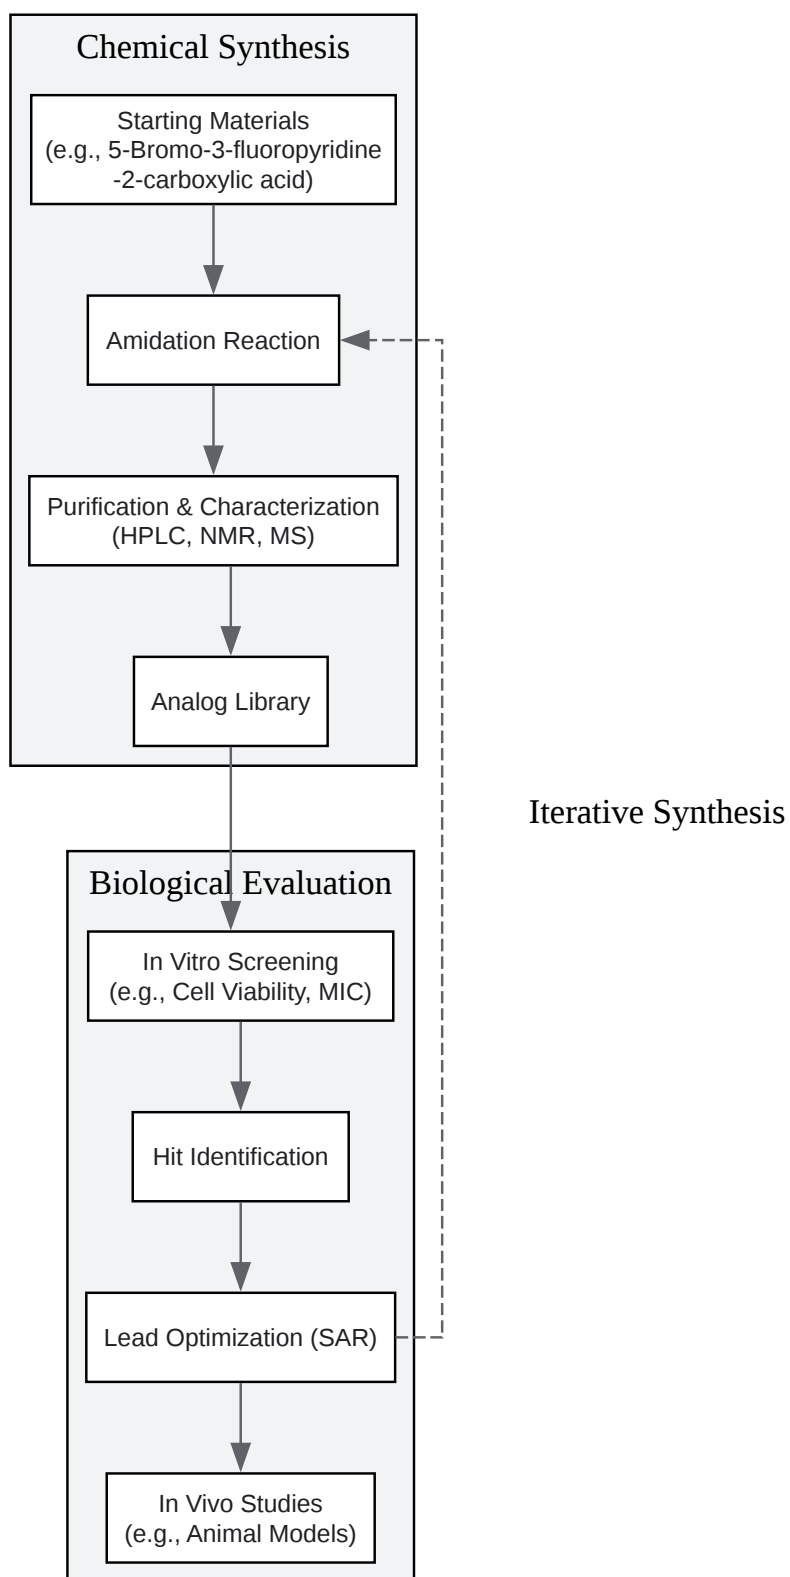 Chemical Synthesis
Starting Materials
(e.g., 5-Bromo-3-fluoropyridine
-2-carboxylic acid)
Amidation Reaction
Purification & Characterization
(HPLC, NMR, MS)
Analog Library
Iterative Synthesis
Biological Evaluation
In Vitro Screening
(e.g., Cell Viability, MIC)
Hit Identification
Lead Optimization (SAR)
In Vivo Studies
(e.g., Animal Models)